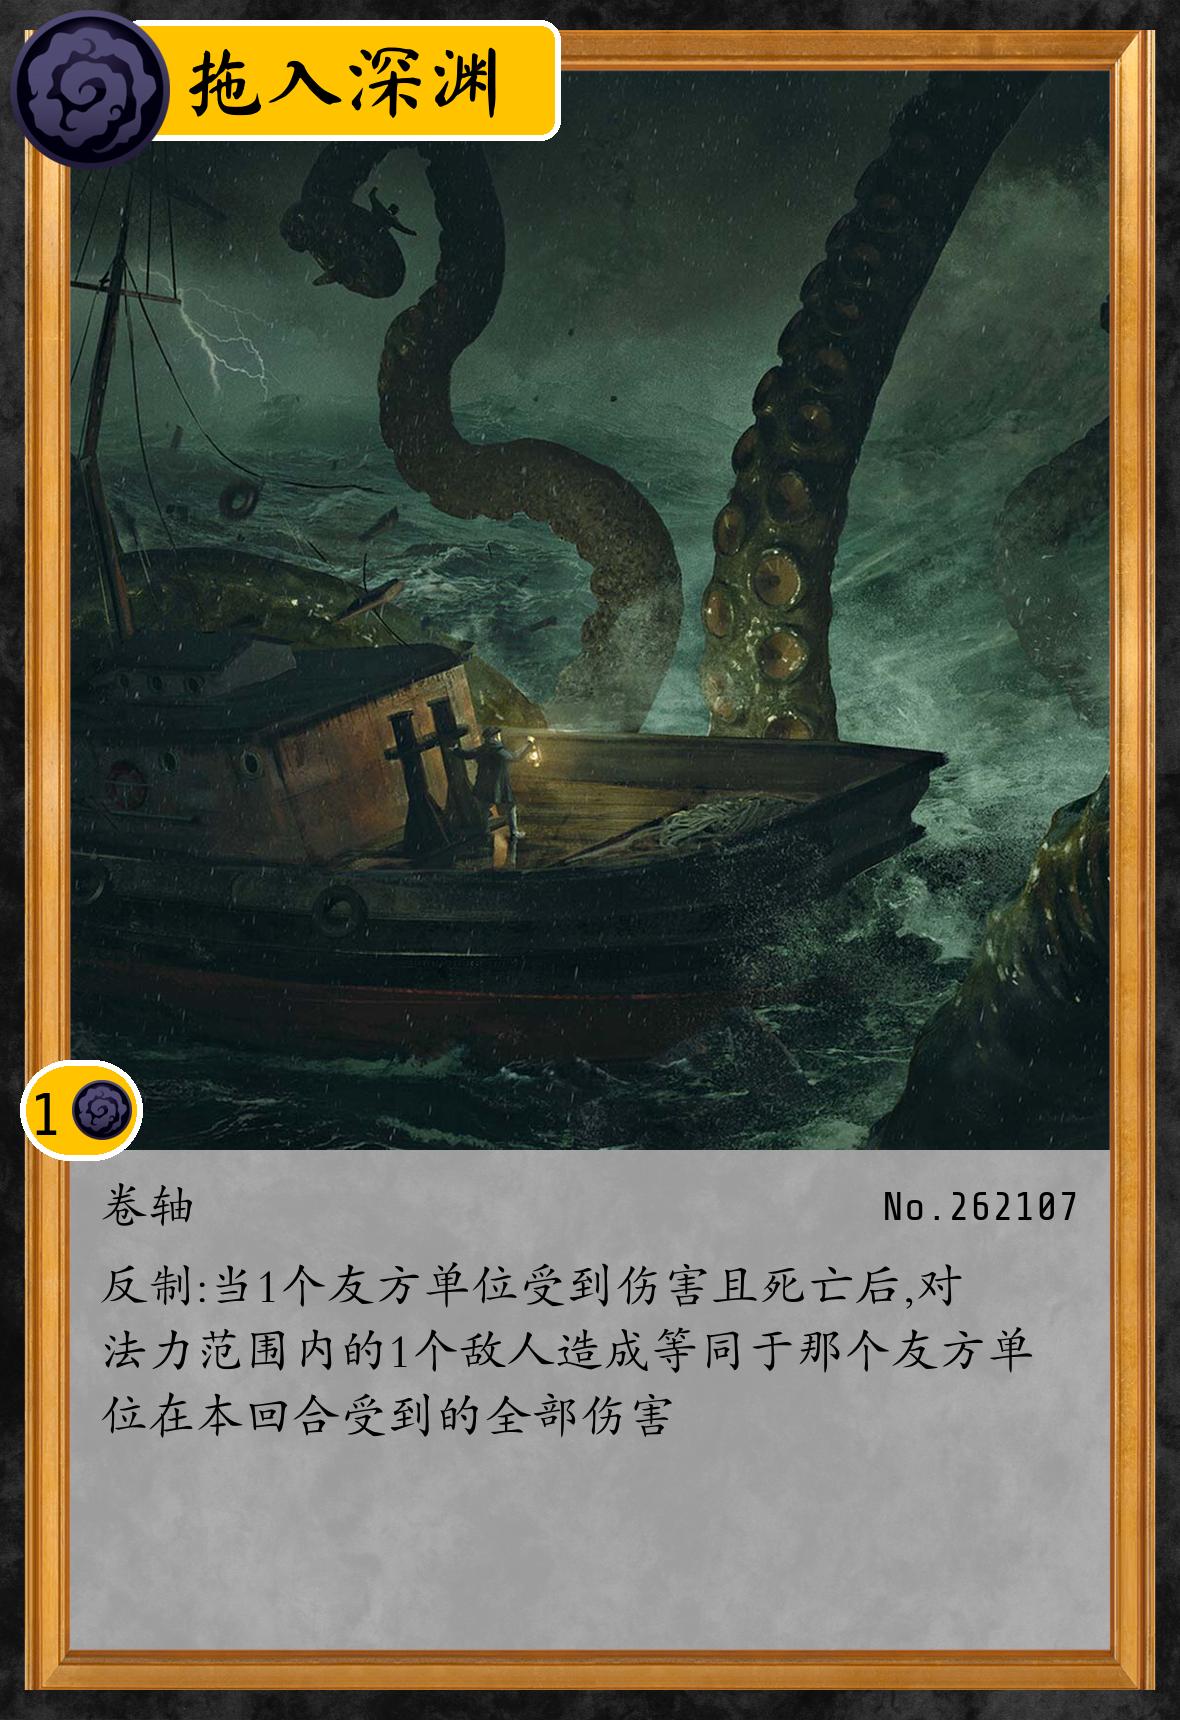 拖入深渊
1
卷轴
No.262107
反制:当1个友方单位受到伤害且死亡后,对
法力范围内的1个敌人造成等同于那个友方单
位在本回合受到的全部伤害